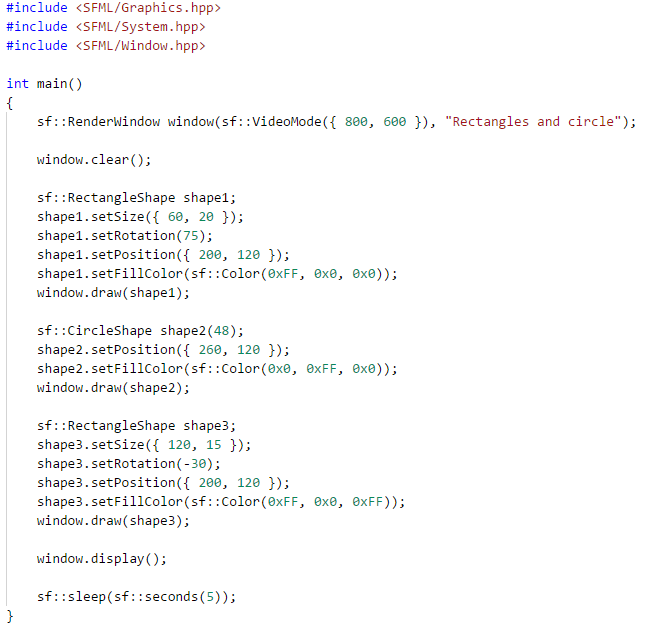 #include <SFML/Graphics.hpp>
#include <SFML/System.hpp>
#include <SFML/Window.hpp>

int main()
{
    sf::RenderWindow window(sf::VideoMode({ 800, 600 }), "Rectangles and circle");

    window.clear();

    sf::RectangleShape shape1;
    shape1.setSize({ 60, 20 });
    shape1.setRotation(75);
    shape1.setPosition({ 200, 120 });
    shape1.setFillColor(sf::Color(0xFF, 0x0, 0x0));
    window.draw(shape1);

    sf::CircleShape shape2(48);
    shape2.setPosition({ 260, 120 });
    shape2.setFillColor(sf::Color(0x0, 0xFF, 0x0));
    window.draw(shape2);

    sf::RectangleShape shape3;
    shape3.setSize({ 120, 15 });
    shape3.setRotation(-30);
    shape3.setPosition({ 200, 120 });
    shape3.setFillColor(sf::Color(0xFF, 0x0, 0xFF));
    window.draw(shape3);

    window.display();

    sf::sleep(sf::seconds(5));
}